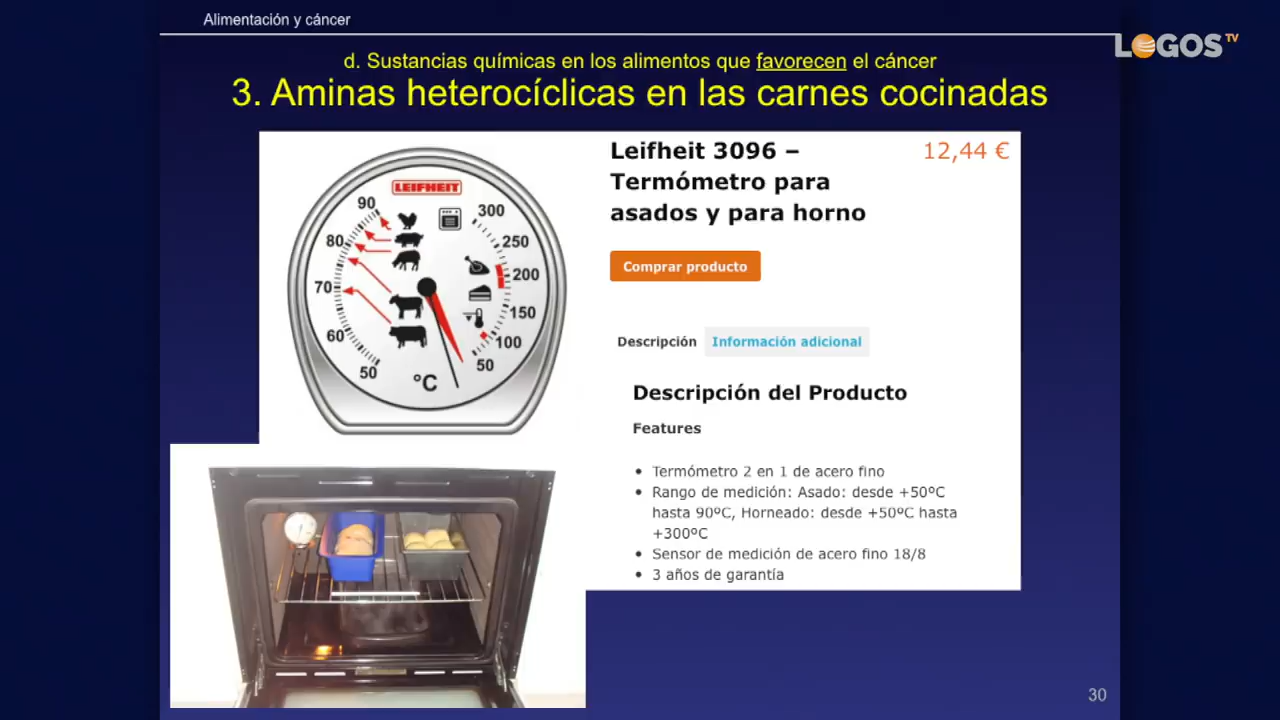 Alimentación y cáncer
LOGOS TV
d. Sustancias químicas en los alimentos que favorecen el cáncer
3. Aminas heterocíclicas en las carnes cocinadas
Leifheit 3096 –
Termómetro para
asados y para horno
12,44 €
Comprar producto
Descripción
Información adicional
Descripción del Producto
Features
• Termómetro 2 en 1 de acero fino
• Rango de medición: Asado: desde +50ºC
hasta 90ºC, Horneado: desde +50ºC hasta
+300ºC
• Sensor de medición de acero fino 18/8
• 3 años de garantía
LEIFHEIT
90
80
70
60
50
300
250
200
150
100
50
°C
30